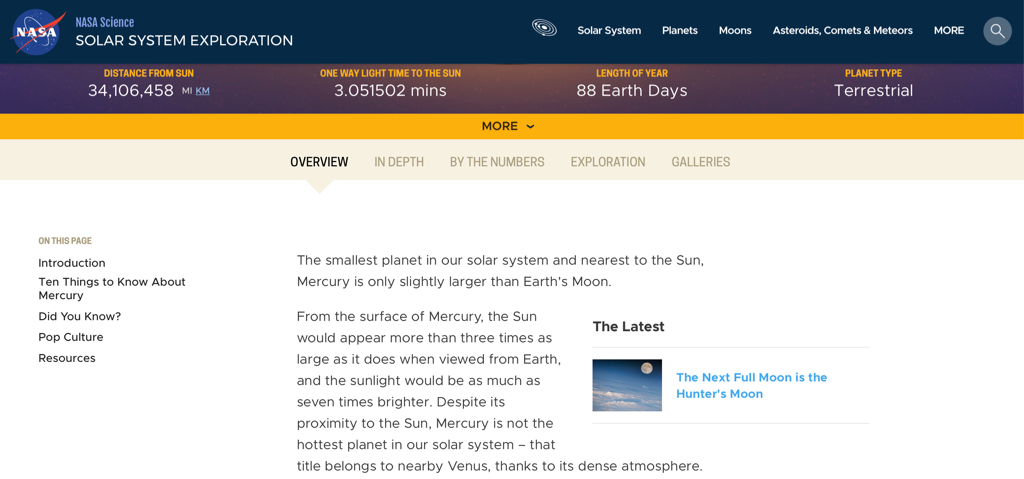 NASA
NASA Science
SOLAR SYSTEM EXPLORATION
Solar System Planets Moons Asteroids, Comets & Meteors MORE
DISTANCE FROM SUN
34,106,458 MI KM
ONE WAY LIGHT TIME TO THE SUN
3.051502 mins
LENGTH OF YEAR
88 Earth Days
PLANET TYPE
Terrestrial
MORE
OVERVIEW IN DEPTH BY THE NUMBERS EXPLORATION GALLERIES
ON THIS PAGE
Introduction
Ten Things to Know About
Mercury
Did You Know?
Pop Culture
Resources
The smallest planet in our solar system and nearest to the Sun,
Mercury is only slightly larger than Earth's Moon.
From the surface of Mercury, the Sun
would appear more than three times as
large as it does when viewed from Earth,
and the sunlight would be as much as
seven times brighter. Despite its
proximity to the Sun, Mercury is not the
hottest planet in our solar system – that
title belongs to nearby Venus, thanks to its dense atmosphere.
The Latest
The Next Full Moon is the
Hunter's Moon